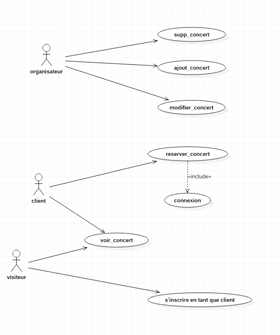 supp_concert
organisateur
ajout_concert
modifier_concert
reserver_concert
«include»
client
connexion
voir_concert
visiteur
s'inscrire en tant que client